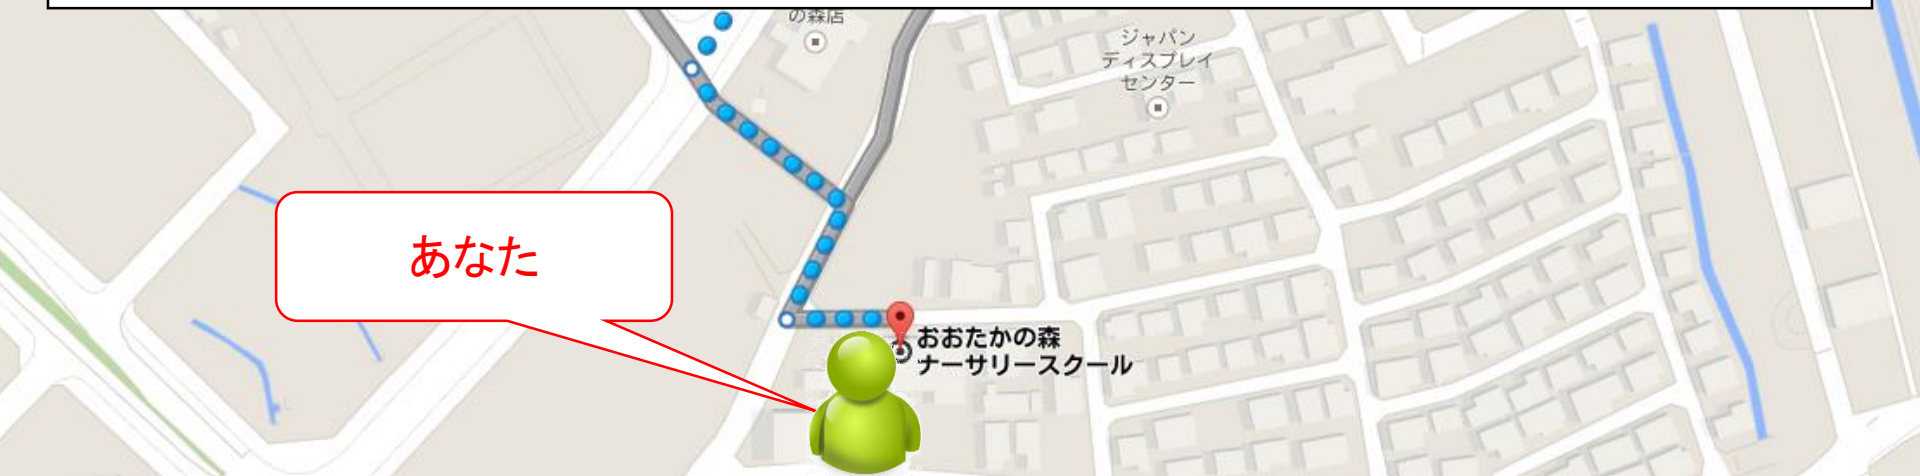 の森店
ジャパン
ディスプレイ
センター
あなた
おおたかの森
ナーサリースクール